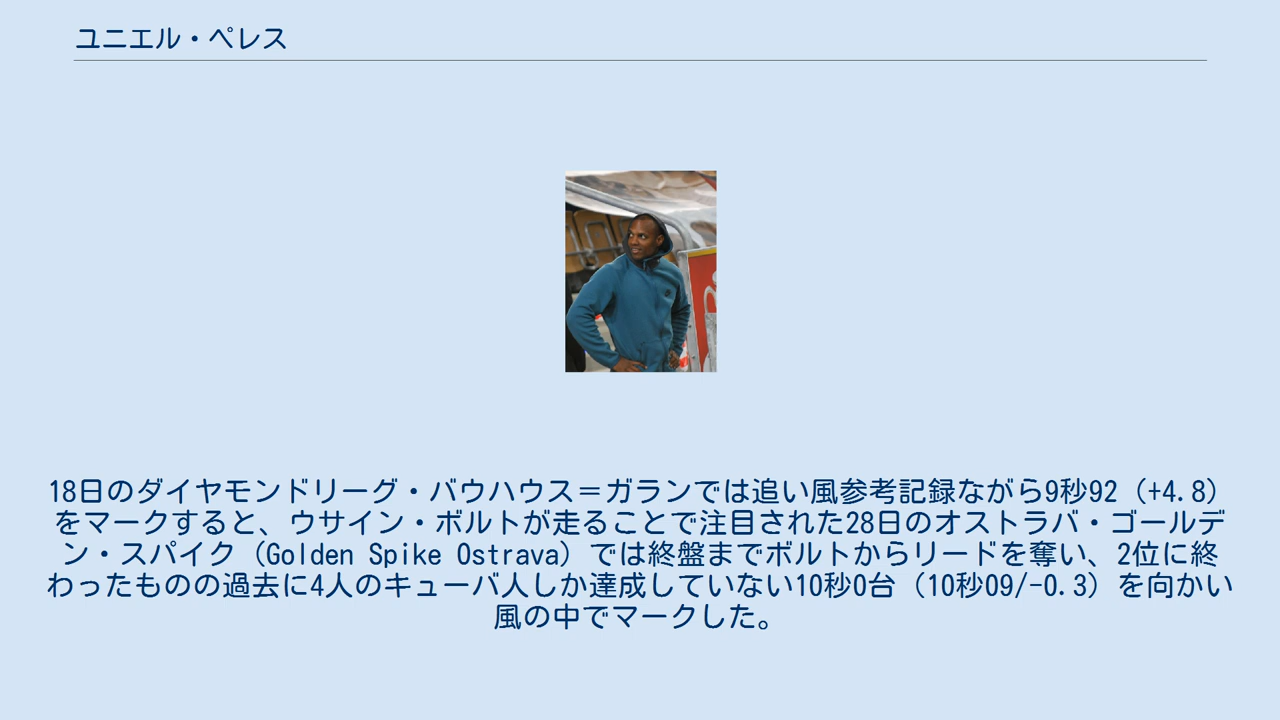 ユニエル・ペレス
18日のダイヤモンドリーグ・バウハウス＝ガランでは追い風参考記録ながら9秒92（+4.8）
をマークすると、ウサイン・ボルトが走ることで注目された28日のオストラバ・ゴールデ
ン・スパイク（Golden Spike Ostrava）では終盤までボルトからリードを奪い、2位に終
わったものの過去に4人のキューバ人しか達成していない10秒0台（10秒09/-0.3）を向かい
風の中でマークした。